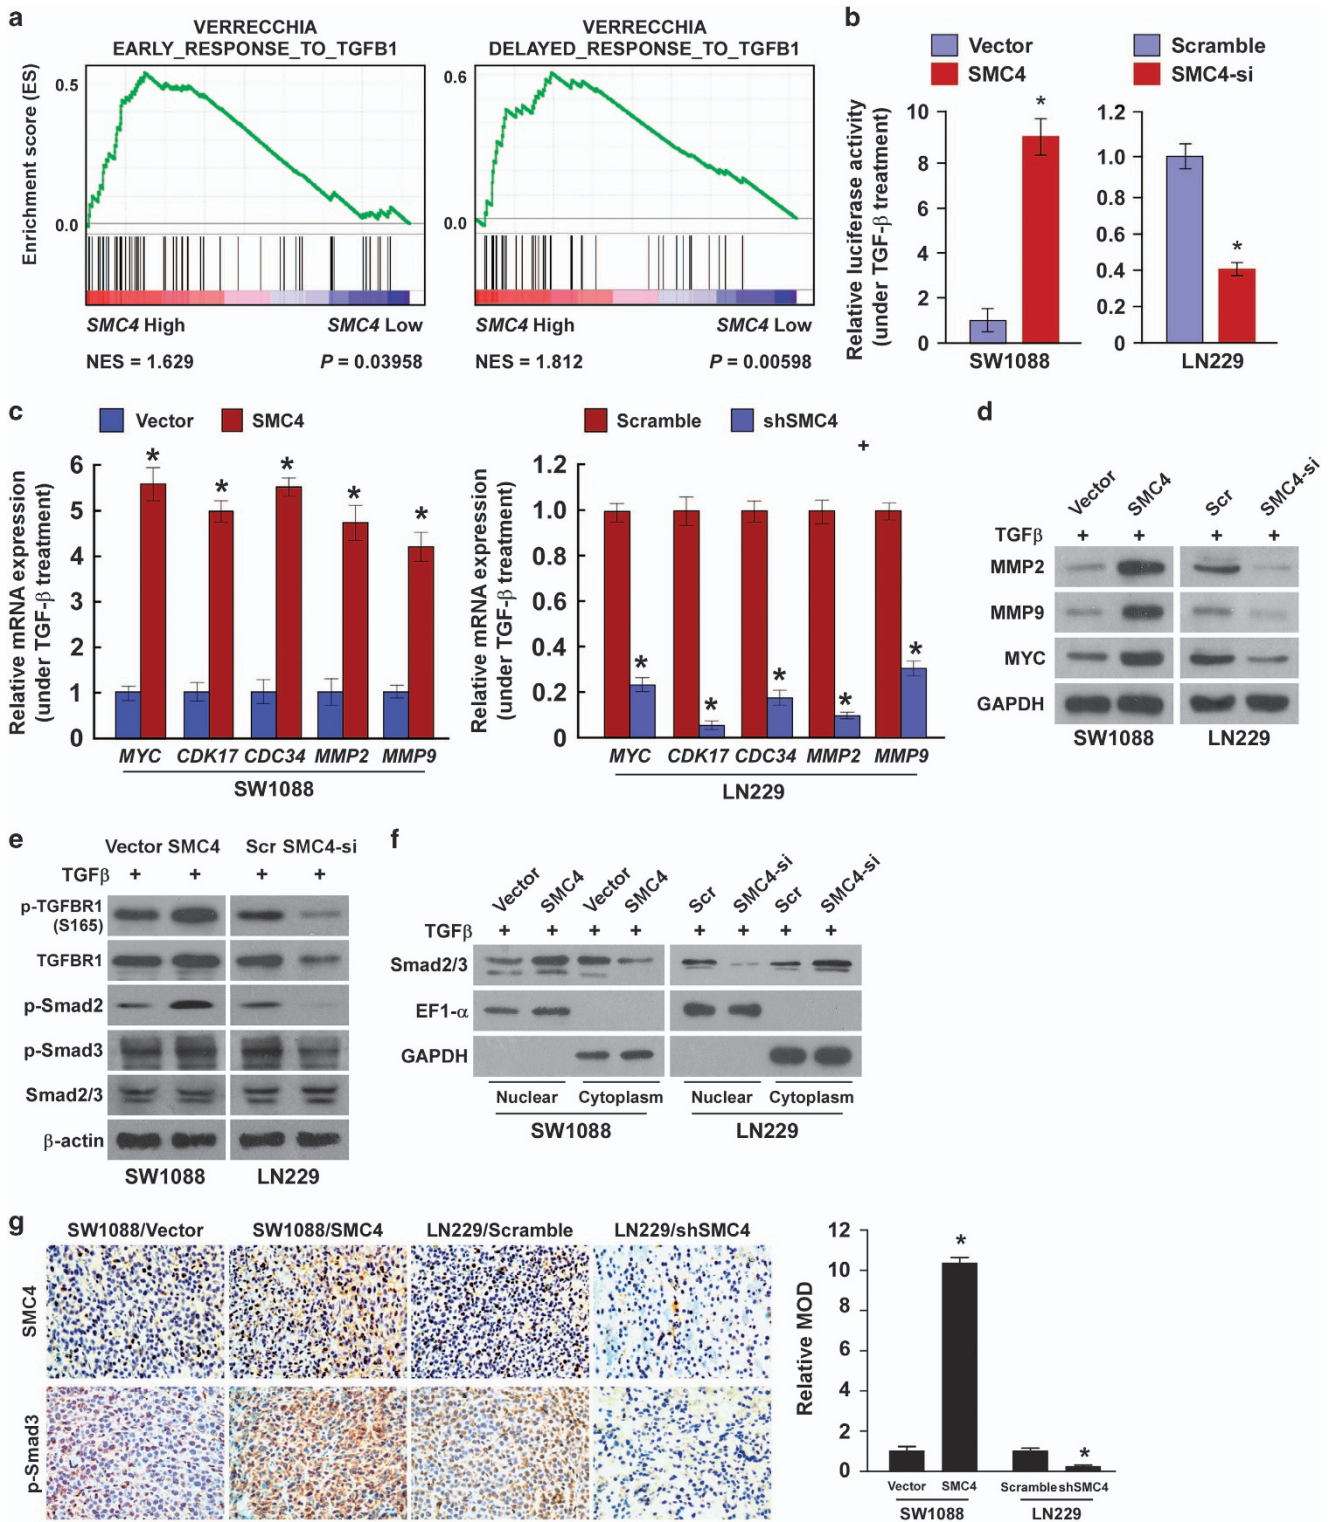 a
VERRECCHIA
EARLY_RESPONSE_TO_TGFB1
VERRECCHIA
DELAYED_RESPONSE_TO_TGFB1
Enrichment score (ES)
0.5
0.0
0.6
0.0
SMC4 High
SMC4 Low
SMC4 High
SMC4 Low
NES = 1.629
P = 0.03958
NES = 1.812
P = 0.00598
b
Vector
SMC4
Scramble
SMC4-si
Relative luciferase activity
(under TGF-β treatment)
10
8
6
4
2
0
*
SW1088
1.2
1.0
0.8
0.6
0.4
0.2
0
*
LN229
c
Vector
SMC4
Relative mRNA expression
(under TGF-β treatment)
6
5
4
3
2
1
0
* * * * *
MYC CDK17 CDC34 MMP2 MMP9
SW1088
Scramble
shSMC4
+
Relative mRNA expression
(under TGF-β treatment)
1.2
1.0
0.8
0.6
0.4
0.2
0
* * * * *
MYC CDK17 CDC34 MMP2 MMP9
LN229
d
Vector SMC4 Scr SMC4-si
TGFβ + + + +
MMP2
MMP9
MYC
GAPDH
SW1088 LN229
e
Vector SMC4 Scr SMC4-si
TGFβ + + + +
p-TGFBR1
(S165)
TGFBR1
p-Smad2
p-Smad3
Smad2/3
β-actin
SW1088 LN229
f
Vector SMC4 Vector SMC4 Scr SMC4-si Scr SMC4-si
TGFβ + + + + + + + +
Smad2/3
EF1-α
GAPDH
Nuclear Cytoplasm Nuclear Cytoplasm
SW1088 LN229
g
SW1088/Vector SW1088/SMC4 LN229/Scramble LN229/shSMC4
SMC4
p-Smad3
Relative MOD
12
10
8
6
4
2
0
* *
Vector SMC4 Scramble shSMC4
SW1088 LN229